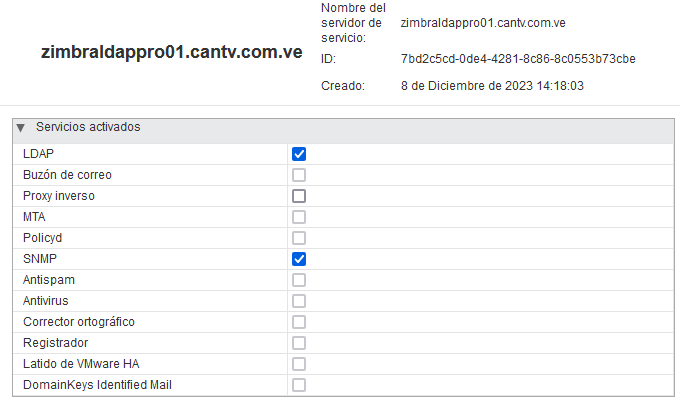 zimbraldappro01.cantv.com.ve
Nombre del
servidor de
servicio:
zimbraldappro01.cantv.com.ve
ID:
7bd2c5cd-0de4-4281-8c86-8c0553b73cbe
Creado:
8 de Diciembre de 2023 14:18:03
Servicios activados
LDAP
Buzón de correo
Proxy inverso
MTA
Policyd
SNMP
Antispam
Antivirus
Corrector ortográfico
Registrador
Latido de VMware HA
DomainKeys Identified Mail